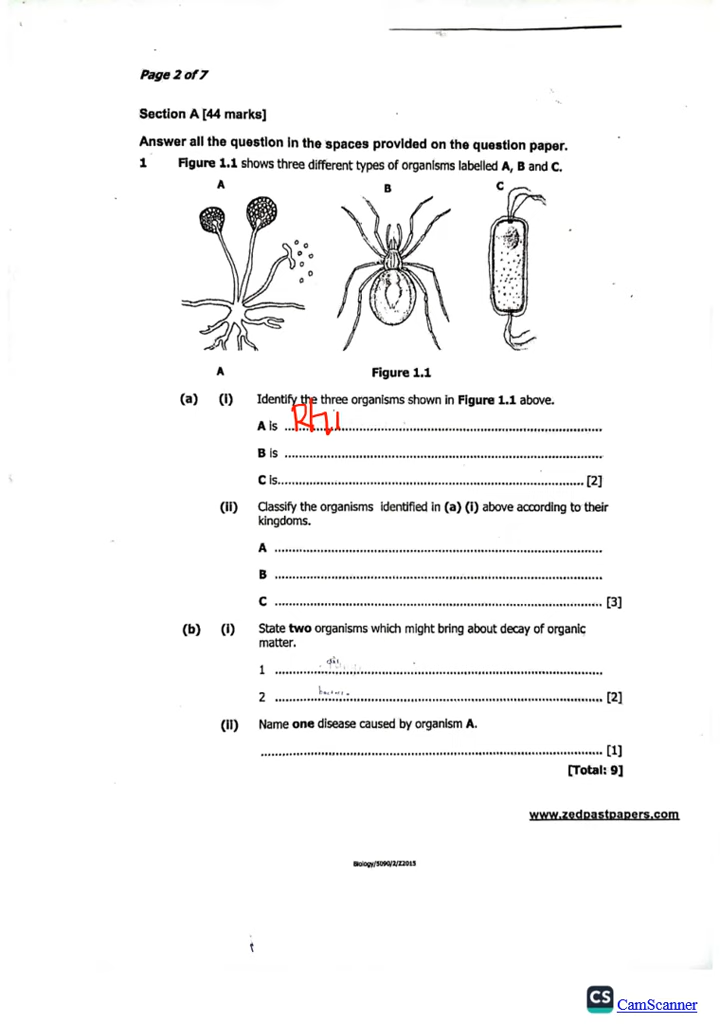 Page 2 of 7
Section A [44 marks]
Answer all the question in the spaces provided on the question paper.
1 Figure 1.1 shows three different types of organisms labelled A, B and C.
A B C
A Figure 1.1
(a) (i) Identify the three organisms shown in Figure 1.1 above.
A is ......Rhi......
B is ......
C is...... [2]
(ii) Classify the organisms identified in (a) (i) above according to their
kingdoms.
A ......
B ......
C ...... [3]
(b) (i) State two organisms which might bring about decay of organic
matter.
1 ......
2 ...... [2]
(ii) Name one disease caused by organism A.
...... [1]
[Total: 9]
www.zedpastpapers.com
Biology/5090/2/Z2015
CS CamScanner